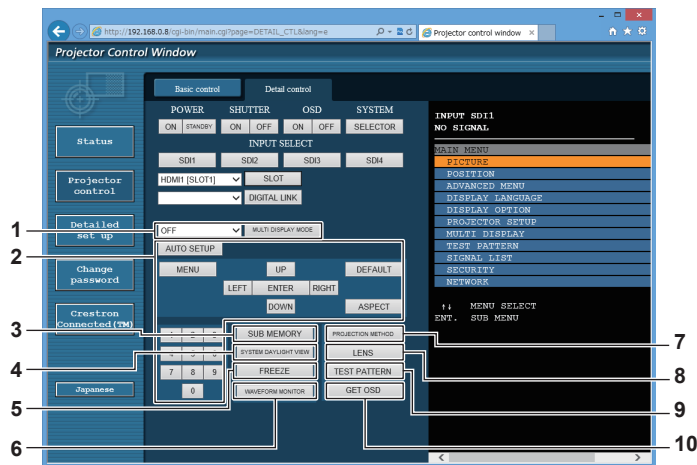 http://192.168.0.8/cgi-bin/main.cgi?page=DETAIL_CTL&lang=e
Projector control window
Projector Control Window
Basic control
Detail control
POWER SHUTTER OSD SYSTEM
ON STANDBY ON OFF ON OFF SELECTOR
INPUT SELECT
SDI1 SDI2 SDI3 SDI4
HDMI1 [SLOT1] SLOT
DIGITAL LINK
OFF MULTI DISPLAY MODE
AUTO SETUP
MENU UP DEFAULT
LEFT ENTER RIGHT
DOWN ASPECT
SUB MEMORY PROJECTION METHOD
SYSTEM DAYLIGHT VIEW LENS
7 8 9 FREEZE TEST PATTERN
0 WAVEFORM MONITOR GET OSD
Status
Projector
control
Detailed
set up
Change
password
Crestron
Connected(TM)
Japanese
INPUT SDI1
NO SIGNAL
MAIN MENU
PICTURE
POSITION
ADVANCED MENU
DISPLAY LANGUAGE
DISPLAY OPTION
PROJECTOR SETUP
MULTI DISPLAY
TEST PATTERN
SIGNAL LIST
SECURITY
NETWORK
↑↓ MENU SELECT
ENT. SUB MENU
1
2
3
4
5
6
7
8
9
10